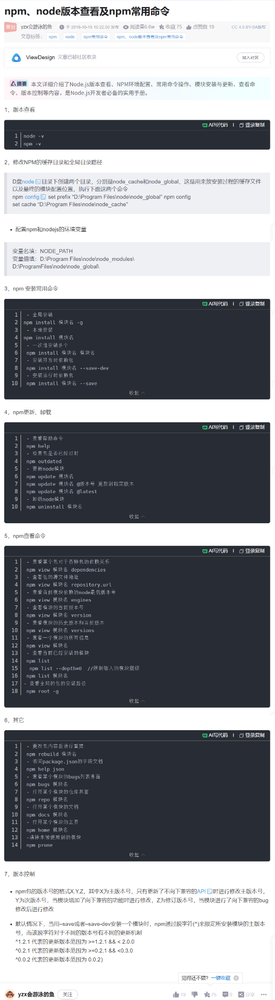 npm、node版本查看及npm常用命令
原创 yzx会游泳的鱼 于 2018-10-15 10:22:50 发布 阅读量6.6w 收藏 75 点赞数 19 CC 4.0 BY-SA版权
文章标签： npm node npm常用命令 npm、node版本查看及npm常用命令
ViewDesign 文章已被社区收录 加入社区
摘要 本文详细介绍了Node.js版本查看、NPM环境配置、常用命令操作、模块安装与更新、查看命
令、版本控制等内容，是Node.js开发者必备的实用手册。
1，版本查看
AI写代码 登录复制
1 node -v
2 npm -v
2，修改NPM的缓存目录和全局目录路径
D盘node目录下创建两个目录，分别是node_cache和node_global，这是用来放安装过程的缓存文件
以及最终的模块配置位置，执行下面这两个命令
npm config set prefix “D:\Program Files\node\node_global” npm config
set cache “D:\Program Files\node\node_cache”
配置npm和nodejs的环境变量
变量名填：NODE_PATH
变量值填：D:\Program Files\node\node_modules\
D:\ProgramFiles\node\node_global\
3，npm 安装常用命令
AI写代码 登录复制
1 - 全局安装
2 npm install 模块名 -g
3 - 本地安装
4 npm install 模块名
5 - 一次性安装多个
6 npm install 模块名 模块名
7 - 安装开发时依赖包
8 npm install 模块名 --save-dev
9 - 安装运行时依赖包
10 npm install 模块名 --save
收起
4，npm更新、卸载
AI写代码 登录复制
1 - 查看帮助命令
2 npm help
3 - 检查包是否已经过时
4 npm outdated
5 - 更新node模块
6 npm update 模块名
7 npm update 模块名 @版本号 更新到指定版本
8 npm update 模块名 @latest
9 - 卸载node模块
10 npm uninstall 模块名
收起
5，npm查看命令
AI写代码 登录复制
1 - 查看某个包对于各种包的依赖关系
2 npm view 模块名 dependencies
3 - 查看包的源文件地址
4 npm view 模块名 repository.url
5 - 查看当前模块依赖的node最低版本号
6 npm view 模块名 engines
7 - 查看模块的当前版本号
8 npm view 模块名 version
9 - 查看模块的历史版本和当前版本
10 npm view 模块名 versions
11 - 查看一个模块的所有信息
12 npm view 模块名
13 - 查看当前已经安装的模块
14 npm list
15 npm list --depth=0 //限制输入的模块层级
16 npm list 模块名
17 - 查看全局的包的安装路径
18 npm root -g
收起
6，其它
AI写代码 登录复制
1 - 更改包内容后进行重建
2 npm rebuild 模块名
3 - 访问package.json的字段文档
4 npm help json
5 - 查看某个模块的bugs列表界面
6 npm bugs 模块名
7 - 打开某个模块的仓库界面
8 npm repo 模块名
9 - 打开某个模块的文档
10 npm docs 模块名
11 - 打开某个模块的主页
12 npm home 模块名
13 -清除未被使用到的模块
14 npm prune
收起
7，版本控制
npm包的版本号的格式X.Y.Z，其中X为主版本号，只有更新了不向下兼容的API时进行修改主版本号，
Y为次版本号，当模块增加了向下兼容的功能时进行修改，Z为修订版本号，当模块进行了向下兼容的bug
修改后进行修改
默认情况下，当用–save或者–save-dev安装一个模块时，npm通过脱字符(^)来限定所安装模块的主版本
号，而该脱字符对于不同的版本号有不同的更新机制
^1.2.1 代表的更新版本范围为 >=1.2.1 && < 2.0.0
^0.2.1 代表的更新版本范围为 >=0.2.1 && <0.3.0
^0.0.2 代表的更新版本范围为 0.0.2）
觉得还不错? 一键收藏
yzx会游泳的鱼 关注 19 75 0 分享